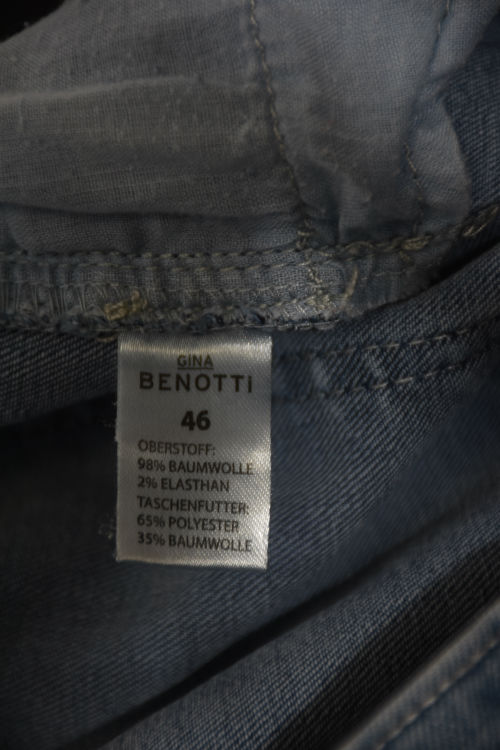 GINA
BENOTTI
46
OBERSTOFF:
98% BAUMWOLLE
2% ELASTHAN
TASCHENFUTTER:
65% POLYESTER
35% BAUMWOLLE